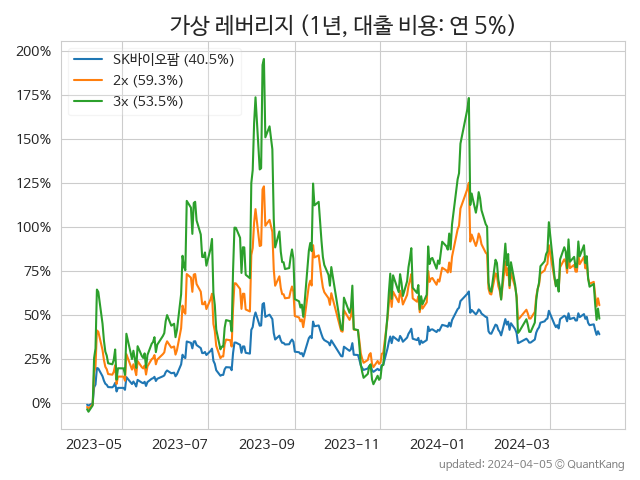 가상 레버리지 (1년, 대출 비용: 연 5%)
SK바이오팜 (40.5%)
2x (59.3%)
3x (53.5%)
200%
175%
150%
125%
100%
75%
50%
25%
0%
2023-05 2023-07 2023-09 2023-11 2024-01 2024-03
updated: 2024-04-05 © QuantKang